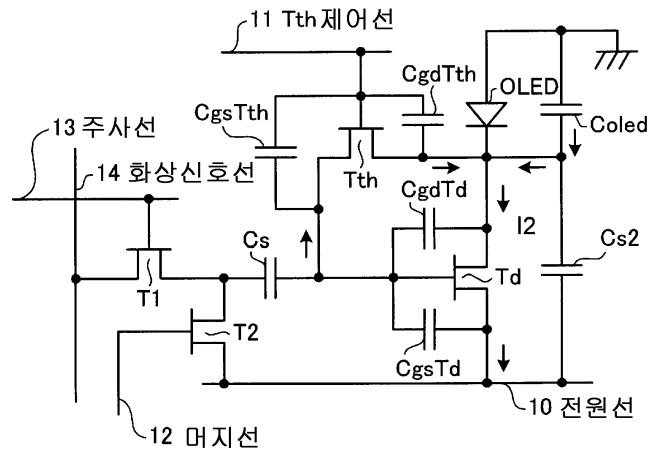 11 Tth제어선
CgdTth
OLED
CgsTth
Coled
13 주사선
14 화상신호선
Tth
CgdTd
I2
Cs
Cs2
T1
Td
T2
CgsTd
10 전원선
12 머지선